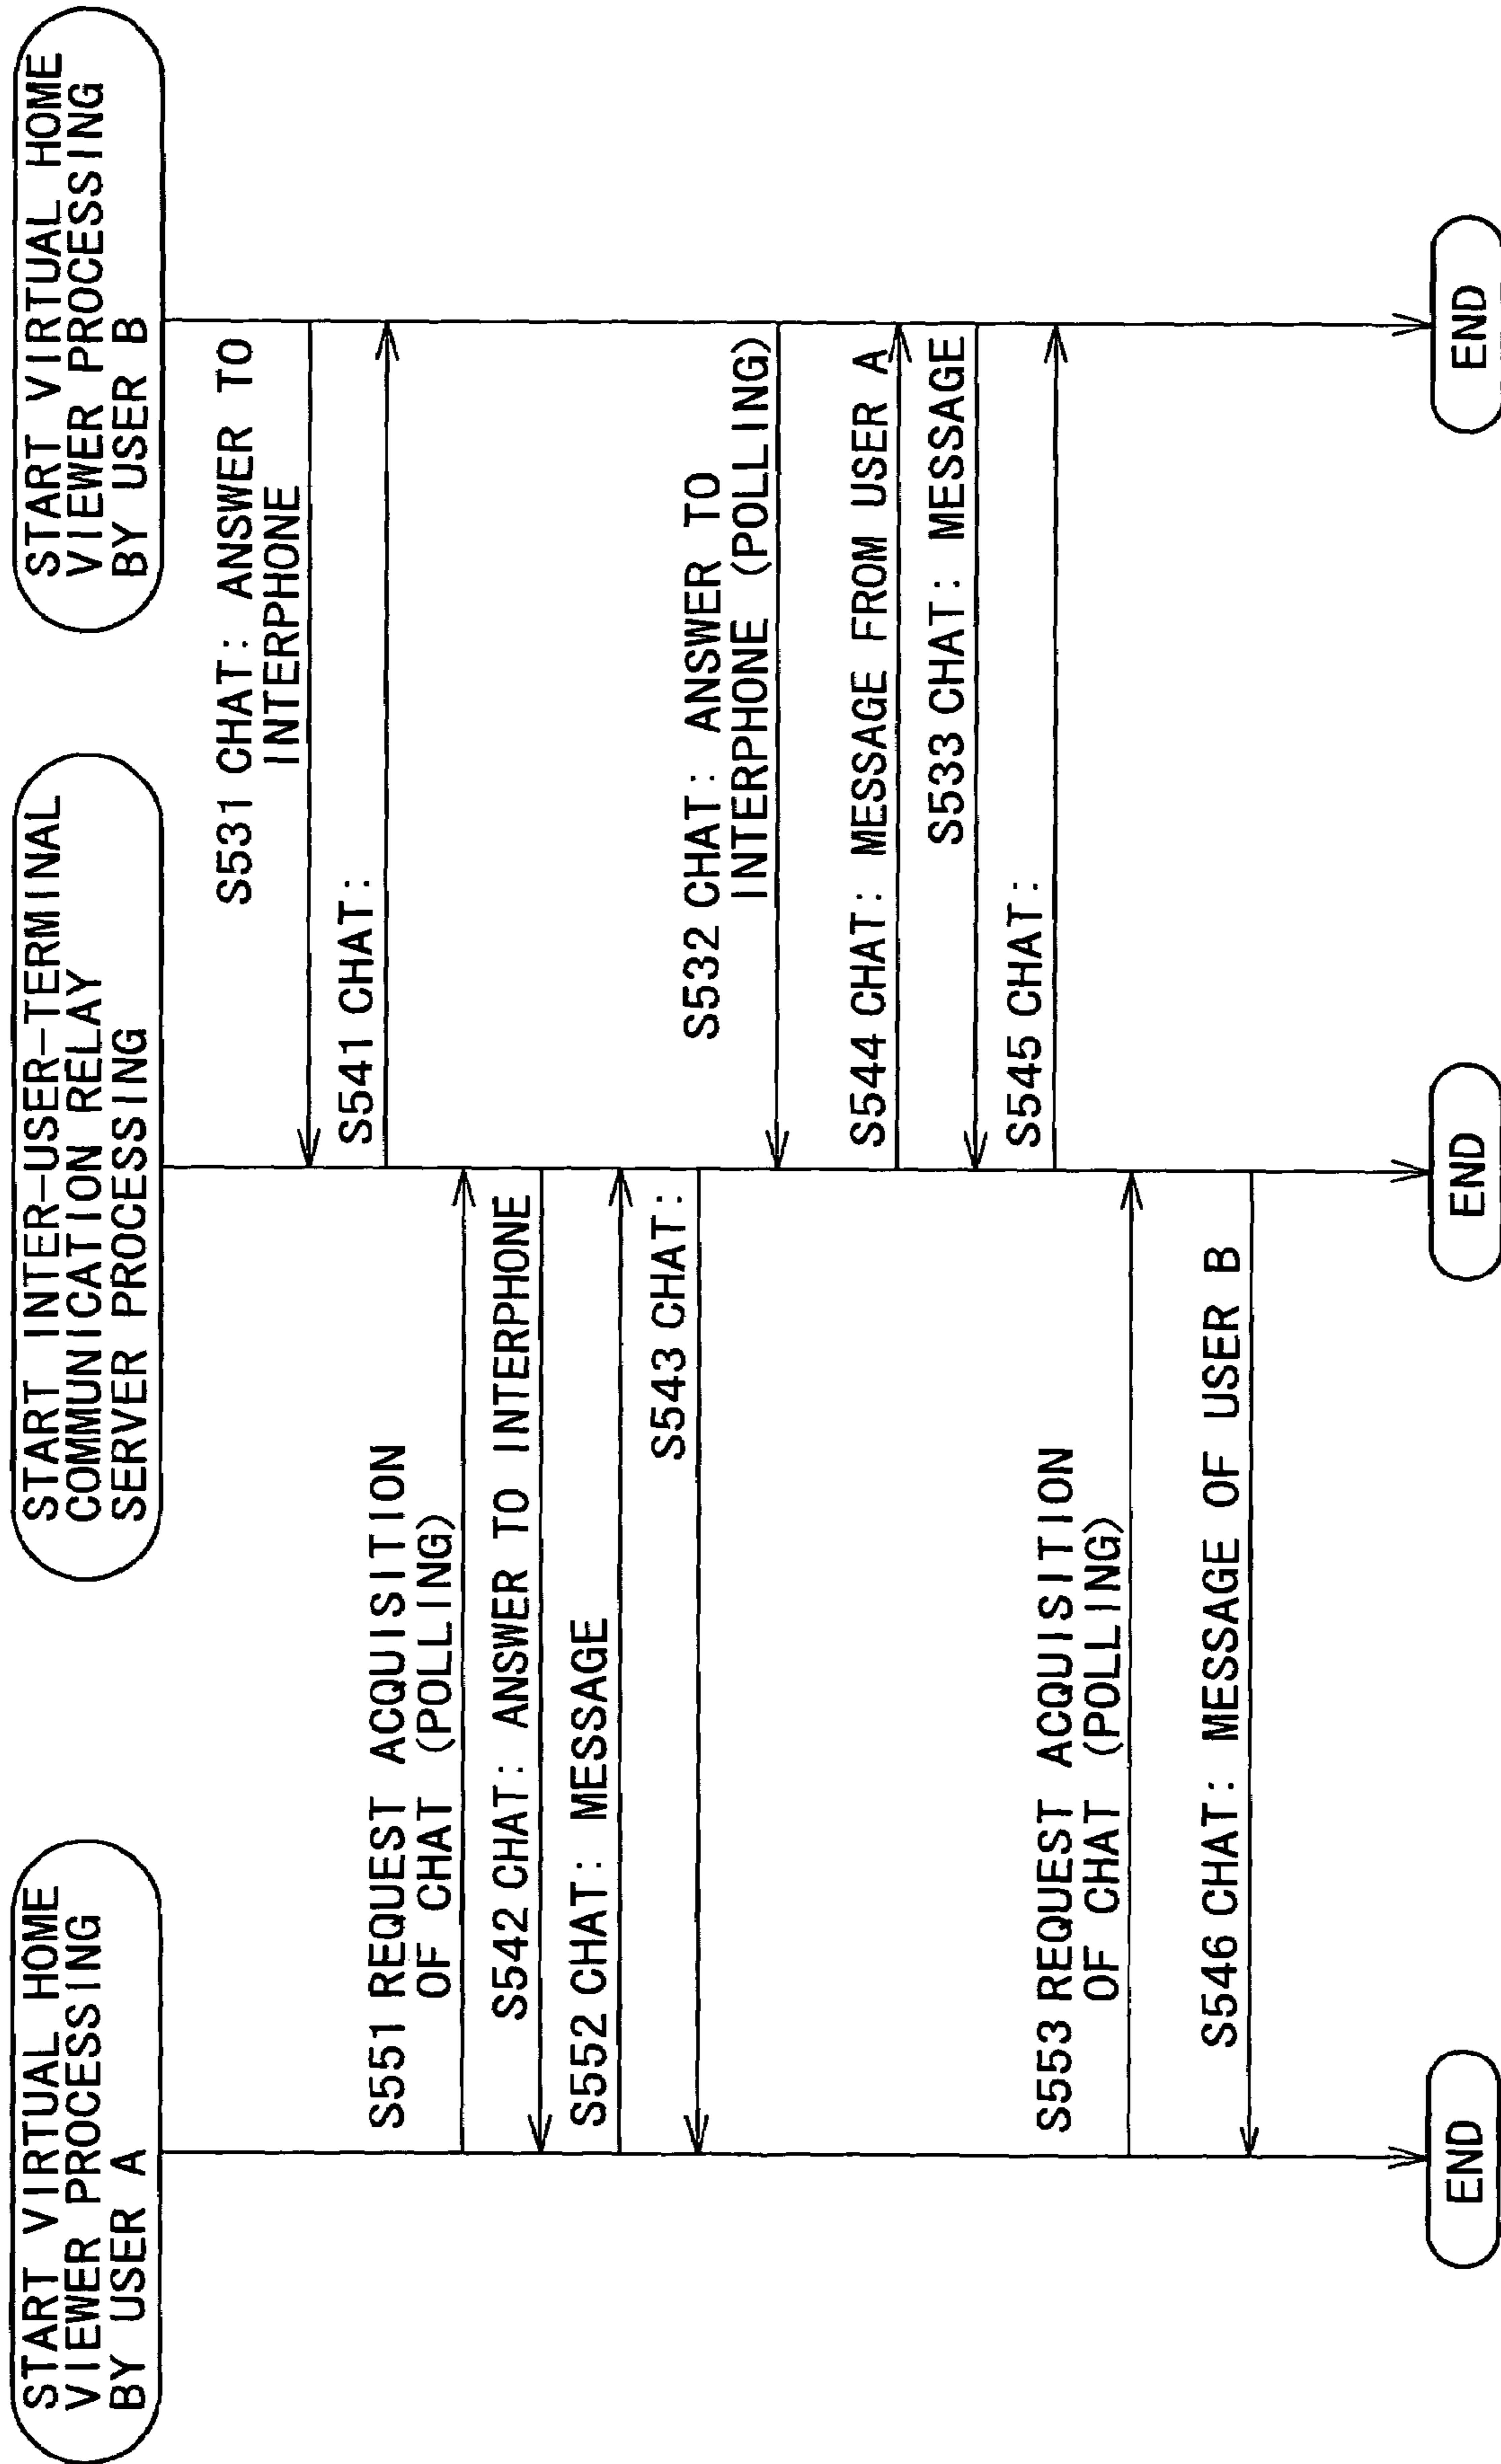 START VIRTUAL HOME
VIEWER PROCESSING
BY USER A
START INTER-USER-TERMINAL
COMMUNICATION RELAY
SERVER PROCESSING
START VIRTUAL HOME
VIEWER PROCESSING
BY USER B
S531 CHAT: ANSWER TO
INTERPHONE
S541 CHAT:
S551 REQUEST ACQUISITION
OF CHAT (POLLING)
S542 CHAT: ANSWER TO INTERPHONE
S552 CHAT: MESSAGE
S543 CHAT:
S532 CHAT: ANSWER TO
INTERPHONE (POLLING)
S544 CHAT: MESSAGE FROM USER A
S533 CHAT: MESSAGE
S545 CHAT:
S553 REQUEST ACQUISITION
OF CHAT (POLLING)
S546 CHAT: MESSAGE OF USER B
END
END
END